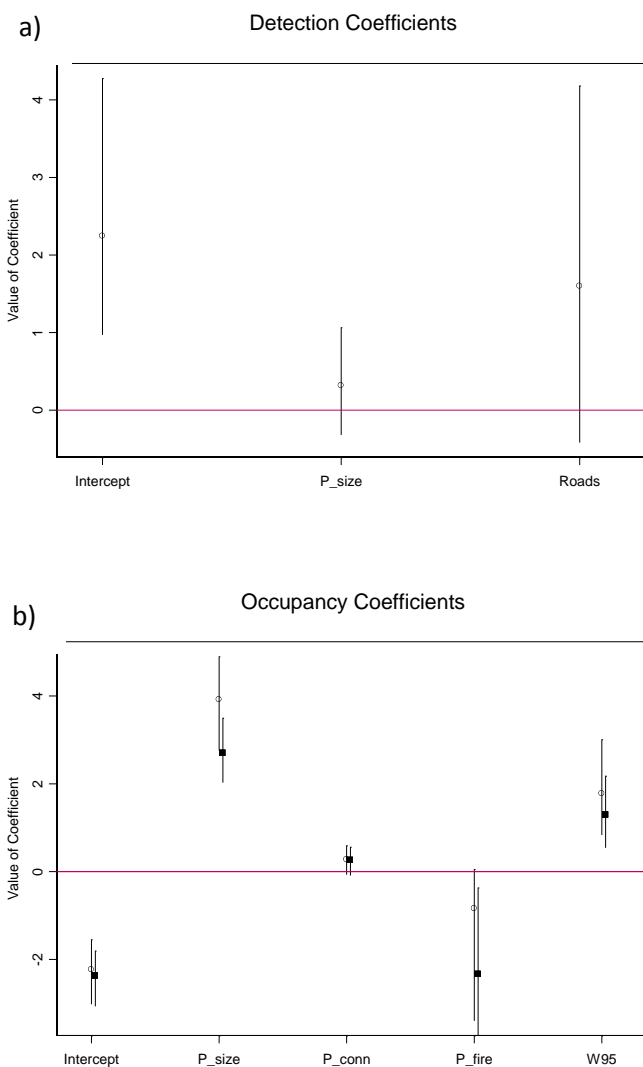 a)
Detection Coefficients
Value of Coefficient
4
3
2
1
0
Intercept P_size Roads
b)
Occupancy Coefficients
Value of Coefficient
4
2
0
-2
Intercept P_size P_conn P_fire W95